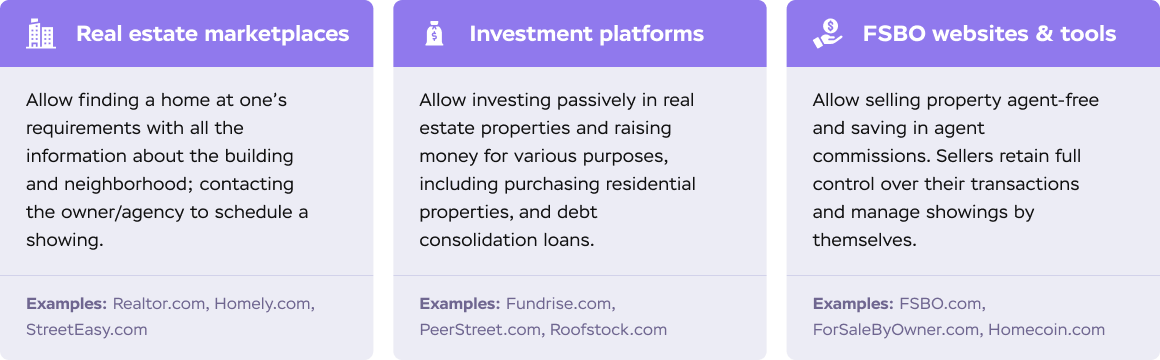 Real estate marketplaces
Allow finding a home at one’s
requirements with all the
information about the building
and neighborhood; contacting
the owner/agency to schedule a
showing.
Examples: Realtor.com, Homely.com,
StreetEasy.com
Investment platforms
Allow investing passively in real
estate properties and raising
money for various purposes,
including purchasing residential
properties, and debt
consolidation loans.
Examples: Fundrise.com,
PeerStreet.com, Roofstock.com
FSBO websites & tools
Allow selling property agent-free
and saving in agent
commissions. Sellers retain full
control over their transactions
and manage showings by
themselves.
Examples: FSBO.com,
ForSaleByOwner.com, Homecoin.com